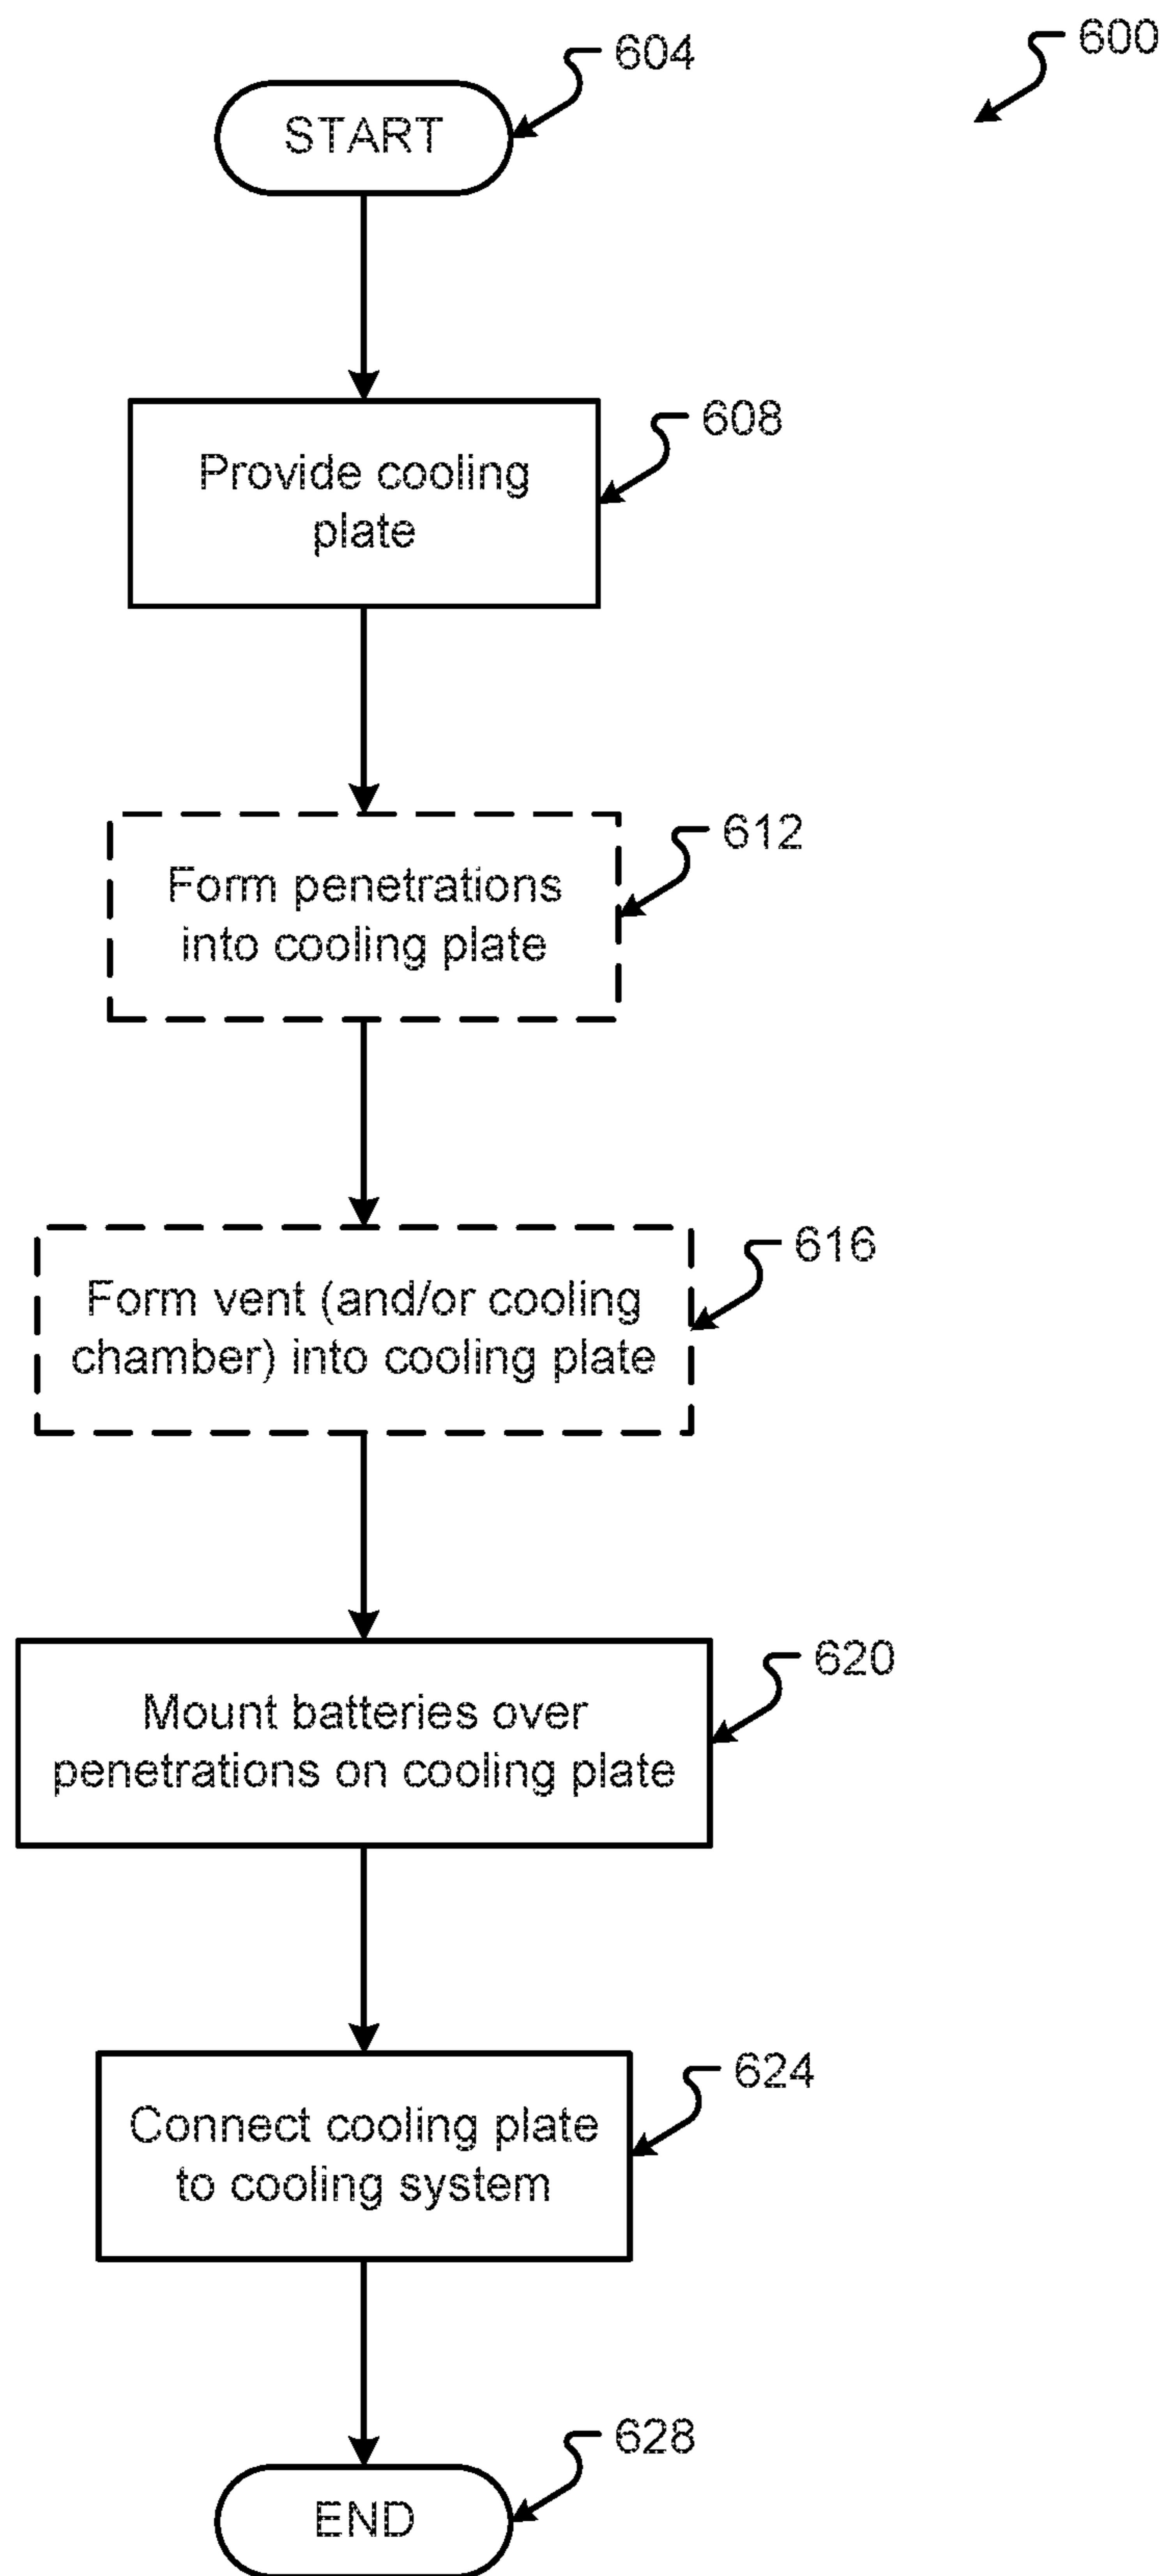 600
604
START
608
Provide cooling
plate
612
Form penetrations
into cooling plate
616
Form vent (and/or cooling
chamber) into cooling plate
620
Mount batteries over
penetrations on cooling plate
624
Connect cooling plate
to cooling system
628
END